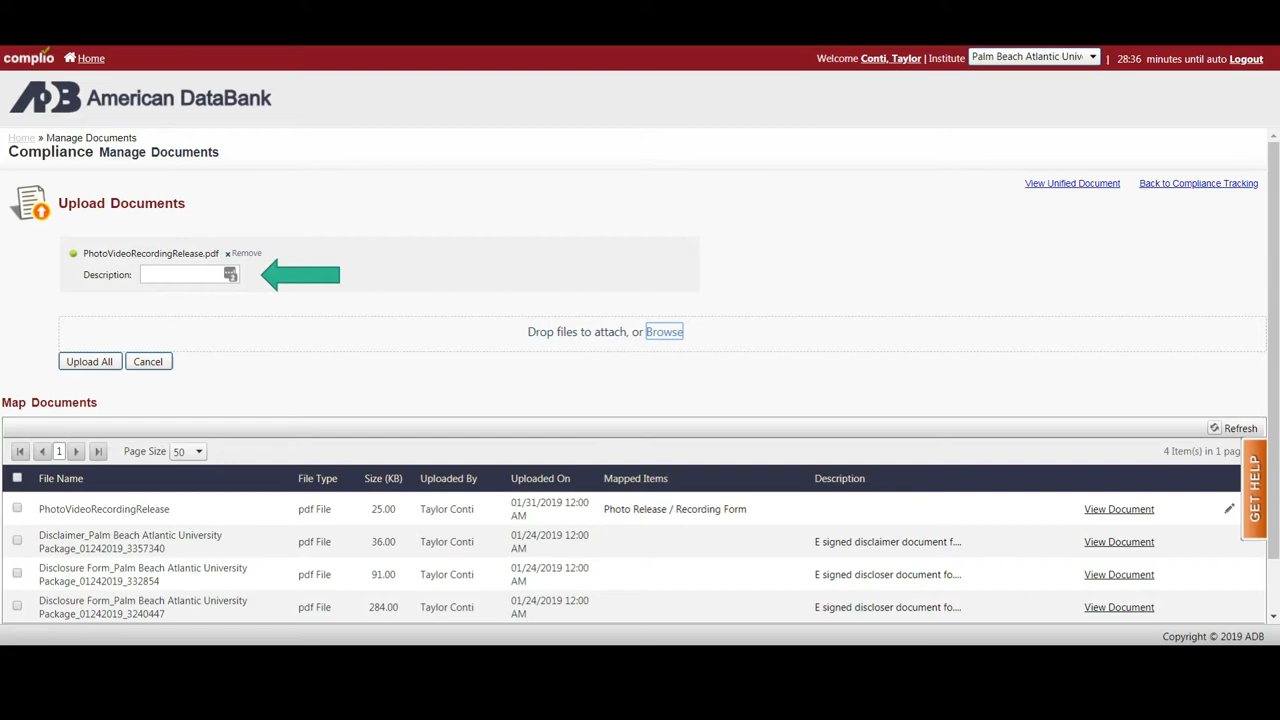 complio Home Welcome Conti, Taylor | Institute Palm Beach Atlantic Univ | 28:36 minutes until auto Logout
ADB American DataBank
Home » Manage Documents
Compliance Manage Documents
View Unified Document Back to Compliance Tracking
Upload Documents
PhotoVideoRecordingRelease.pdf x Remove
Description:
Drop files to attach, or Browse
Upload All Cancel
Map Documents
Refresh
1 Page Size 50 4 Item(s) in 1 pag
File Name File Type Size (KB) Uploaded By Uploaded On Mapped Items Description
PhotoVideoRecordingRelease pdf File 25.00 Taylor Conti 01/31/2019 12:00 AM Photo Release / Recording Form View Document
Disclaimer_Palm Beach Atlantic University Package_01242019_3357340 pdf File 36.00 Taylor Conti 01/24/2019 12:00 AM E signed disclaimer document f.... View Document
Disclosure Form_Palm Beach Atlantic University Package_01242019_332854 pdf File 91.00 Taylor Conti 01/24/2019 12:00 AM E signed discloser document fo.... View Document
Disclosure Form_Palm Beach Atlantic University Package_01242019_3240447 pdf File 284.00 Taylor Conti 01/24/2019 12:00 AM E signed discloser document fo.... View Document
GET HELP
Copyright © 2019 ADB